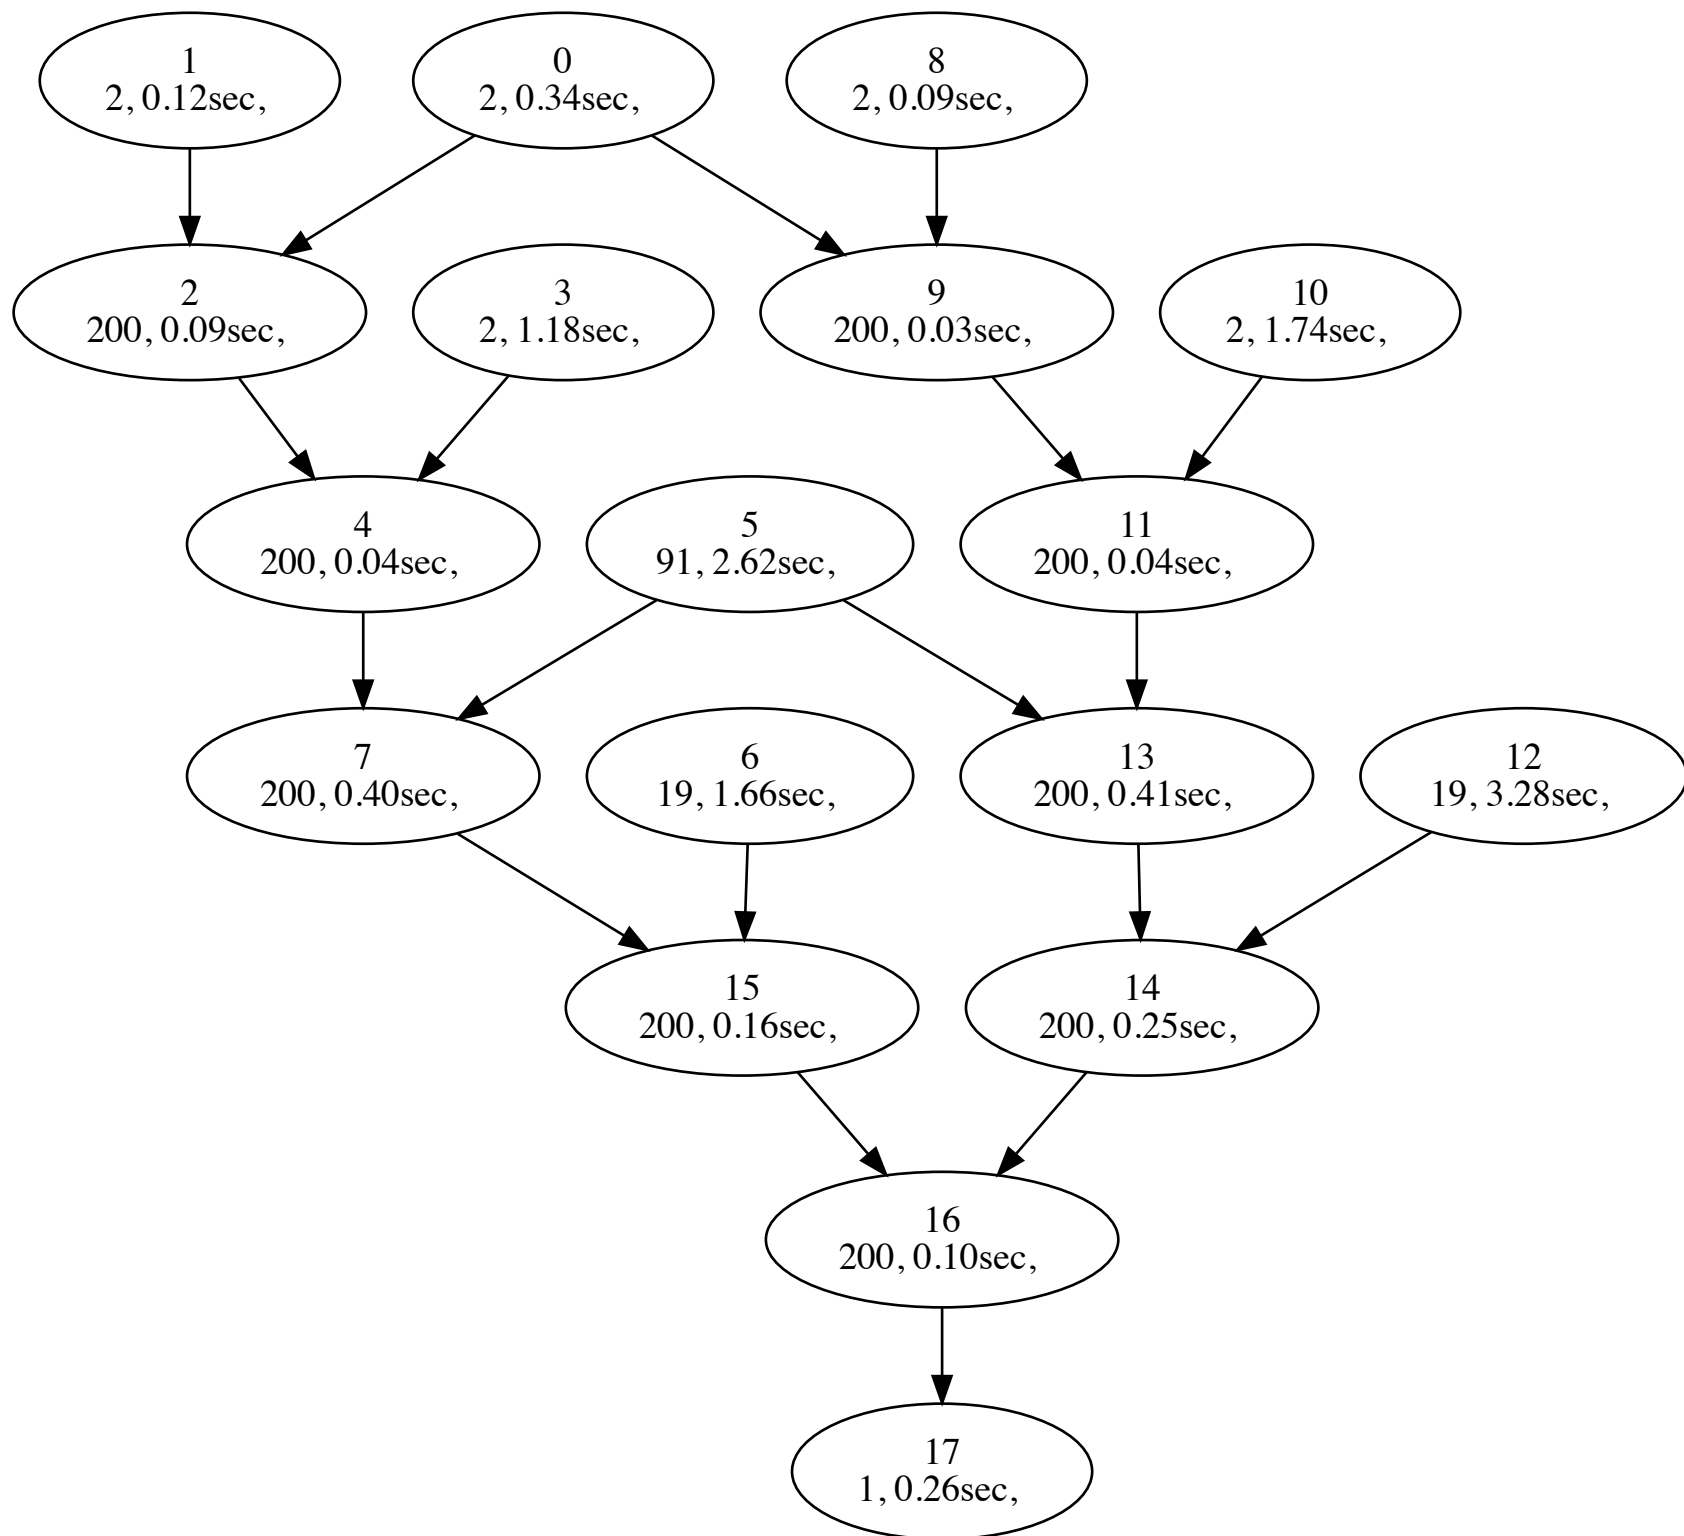 1
2, 0.12sec,
0
2, 0.34sec,
8
2, 0.09sec,
2
200, 0.09sec,
3
2, 1.18sec,
9
200, 0.03sec,
10
2, 1.74sec,
4
200, 0.04sec,
5
91, 2.62sec,
11
200, 0.04sec,
7
200, 0.40sec,
6
19, 1.66sec,
13
200, 0.41sec,
12
19, 3.28sec,
15
200, 0.16sec,
14
200, 0.25sec,
16
200, 0.10sec,
17
1, 0.26sec,